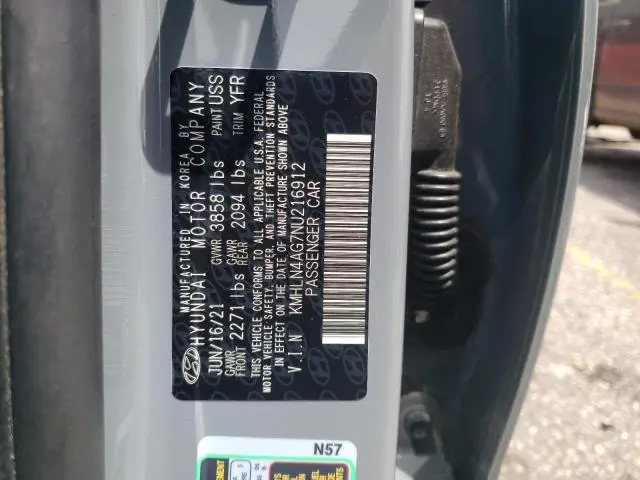 MANUFACTURED IN KOREA BY
HYUNDAI MOTOR COMPANY
JUN/16/21 GVWR 3858 lbs PAINT USS
GAWR FRONT 2271 lbs GAWR REAR 2094 lbs TRIM YFR
THIS VEHICLE CONFORMS TO ALL APPLICABLE U.S.A. FEDERAL
MOTOR VEHICLE SAFETY, BUMPER, AND THEFT PREVENTION STANDARDS
IN EFFECT ON THE DATE OF MANUFACTURE SHOWN ABOVE
V.I.N KMHLN4AG7NU216912
PASSENGER CAR
N57